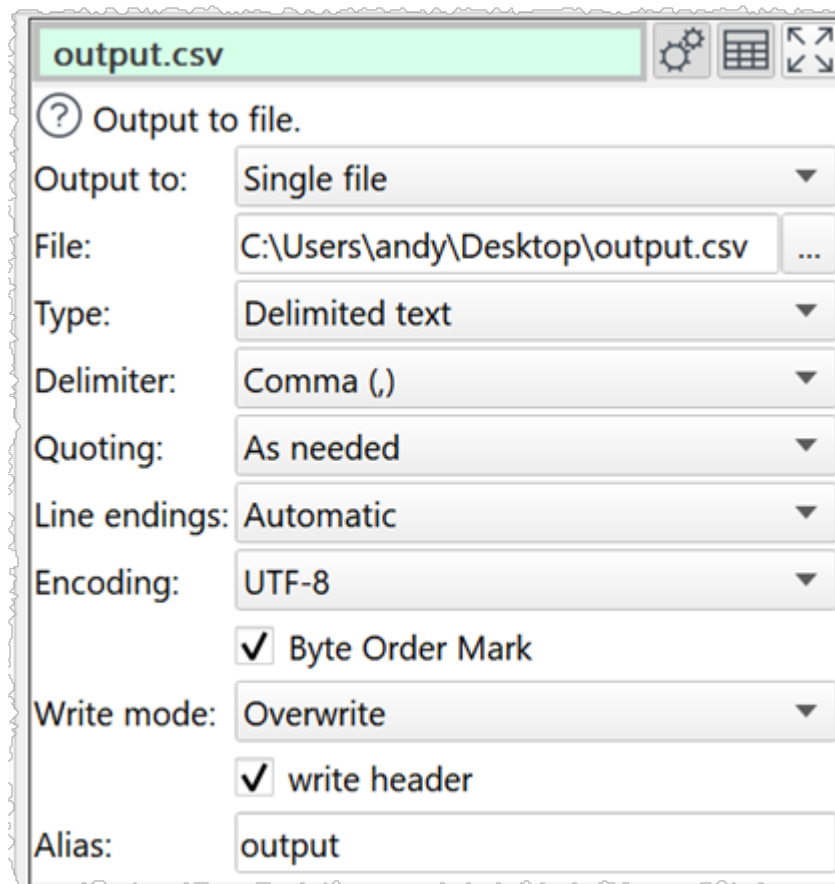 output.csv
? Output to file.
Output to: Single file
File: C:\Users\andy\Desktop\output.csv ...
Type: Delimited text
Delimiter: Comma (,)
Quoting: As needed
Line endings: Automatic
Encoding: UTF-8
Byte Order Mark
Write mode: Overwrite
write header
Alias: output